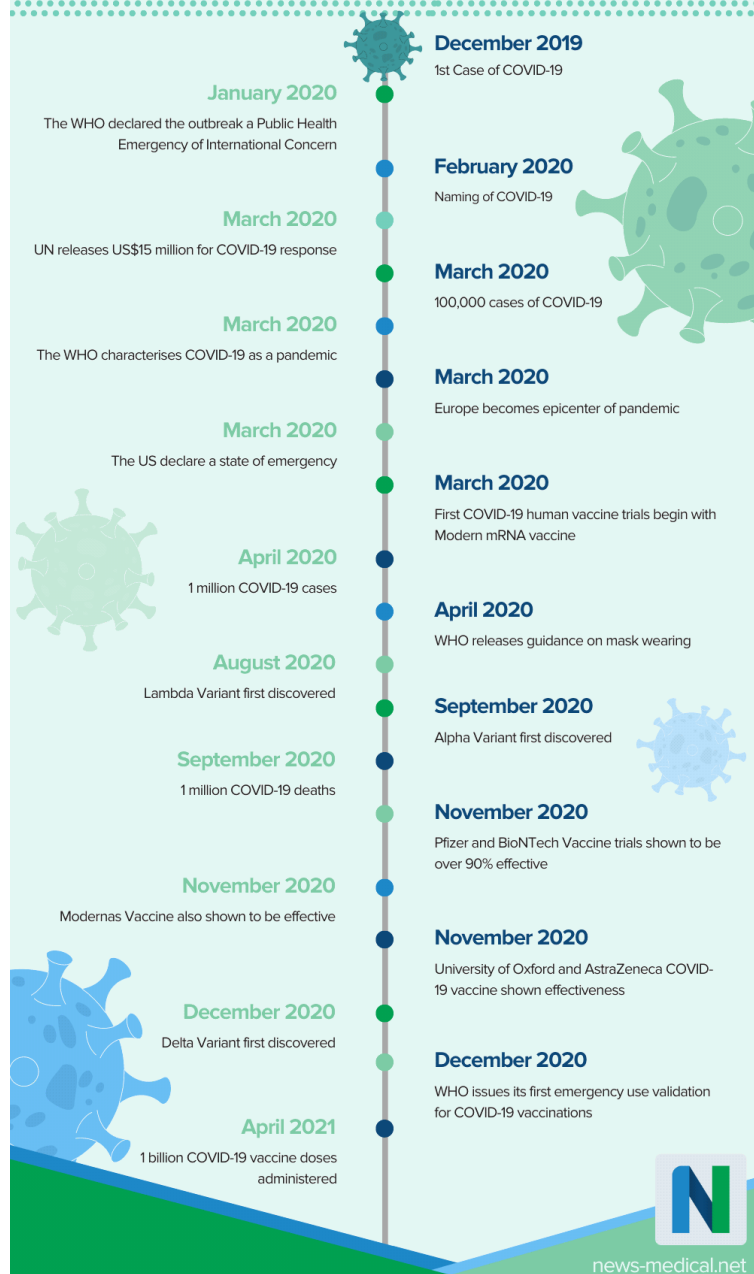 December 2019
1st Case of COVID-19
January 2020
The WHO declared the outbreak a Public Health
Emergency of International Concern
February 2020
Naming of COVID-19
March 2020
UN releases US$15 million for COVID-19 response
March 2020
100,000 cases of COVID-19
March 2020
The WHO characterises COVID-19 as a pandemic
March 2020
Europe becomes epicenter of pandemic
March 2020
The US declare a state of emergency
March 2020
First COVID-19 human vaccine trials begin with
Modern mRNA vaccine
April 2020
1 million COVID-19 cases
April 2020
WHO releases guidance on mask wearing
August 2020
Lambda Variant first discovered
September 2020
Alpha Variant first discovered
September 2020
1 million COVID-19 deaths
November 2020
Pfizer and BioNTech Vaccine trials shown to be
over 90% effective
November 2020
Modernas Vaccine also shown to be effective
November 2020
University of Oxford and AstraZeneca COVID-
19 vaccine shown effectiveness
December 2020
Delta Variant first discovered
December 2020
WHO issues its first emergency use validation
for COVID-19 vaccinations
April 2021
1 billion COVID-19 vaccine doses
administered
N
news-medical.net